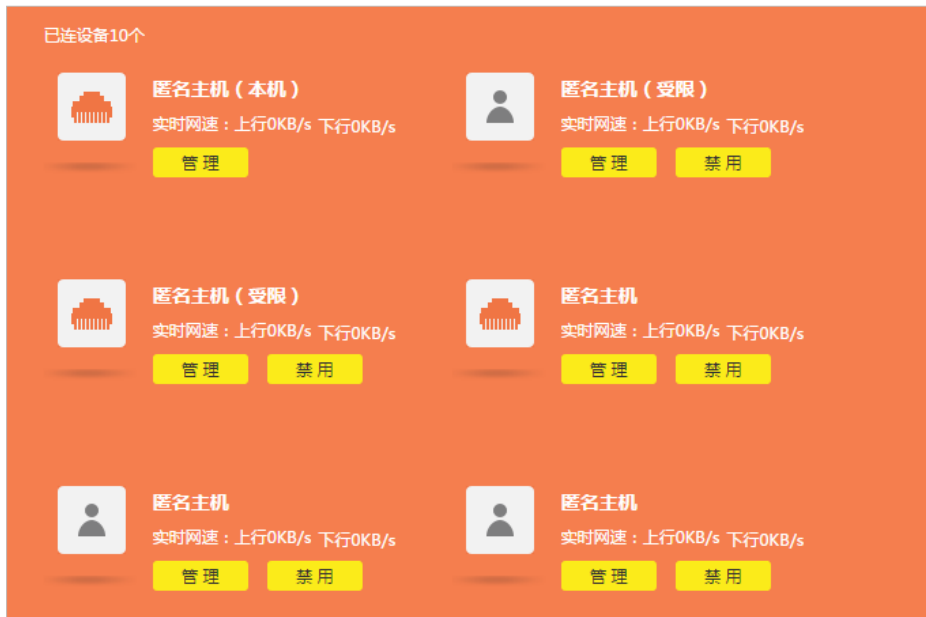 已连设备10个
匿名主机（本机）
实时网速：上行0KB/s 下行0KB/s
管 理
匿名主机（受限）
实时网速：上行0KB/s 下行0KB/s
管 理 禁 用
匿名主机（受限）
实时网速：上行0KB/s 下行0KB/s
管 理 禁 用
匿名主机
实时网速：上行0KB/s 下行0KB/s
管 理 禁 用
匿名主机
实时网速：上行0KB/s 下行0KB/s
管 理 禁 用
匿名主机
实时网速：上行0KB/s 下行0KB/s
管 理 禁 用